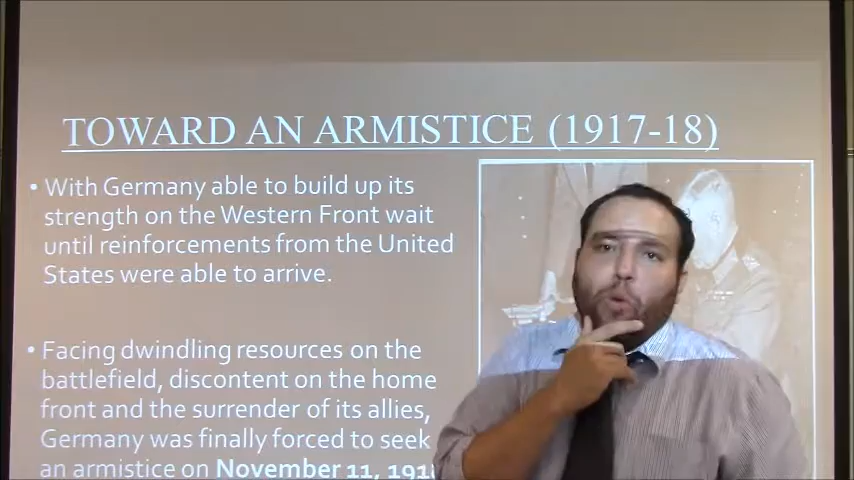 TOWARD AN ARMISTICE (1917-18)
• With Germany able to build up its
strength on the Western Front wait
until reinforcements from the United
States were able to arrive.
• Facing dwindling resources on the
battlefield, discontent on the home
front and the surrender of its allies,
Germany was finally forced to seek
an armistice on November 11, 191